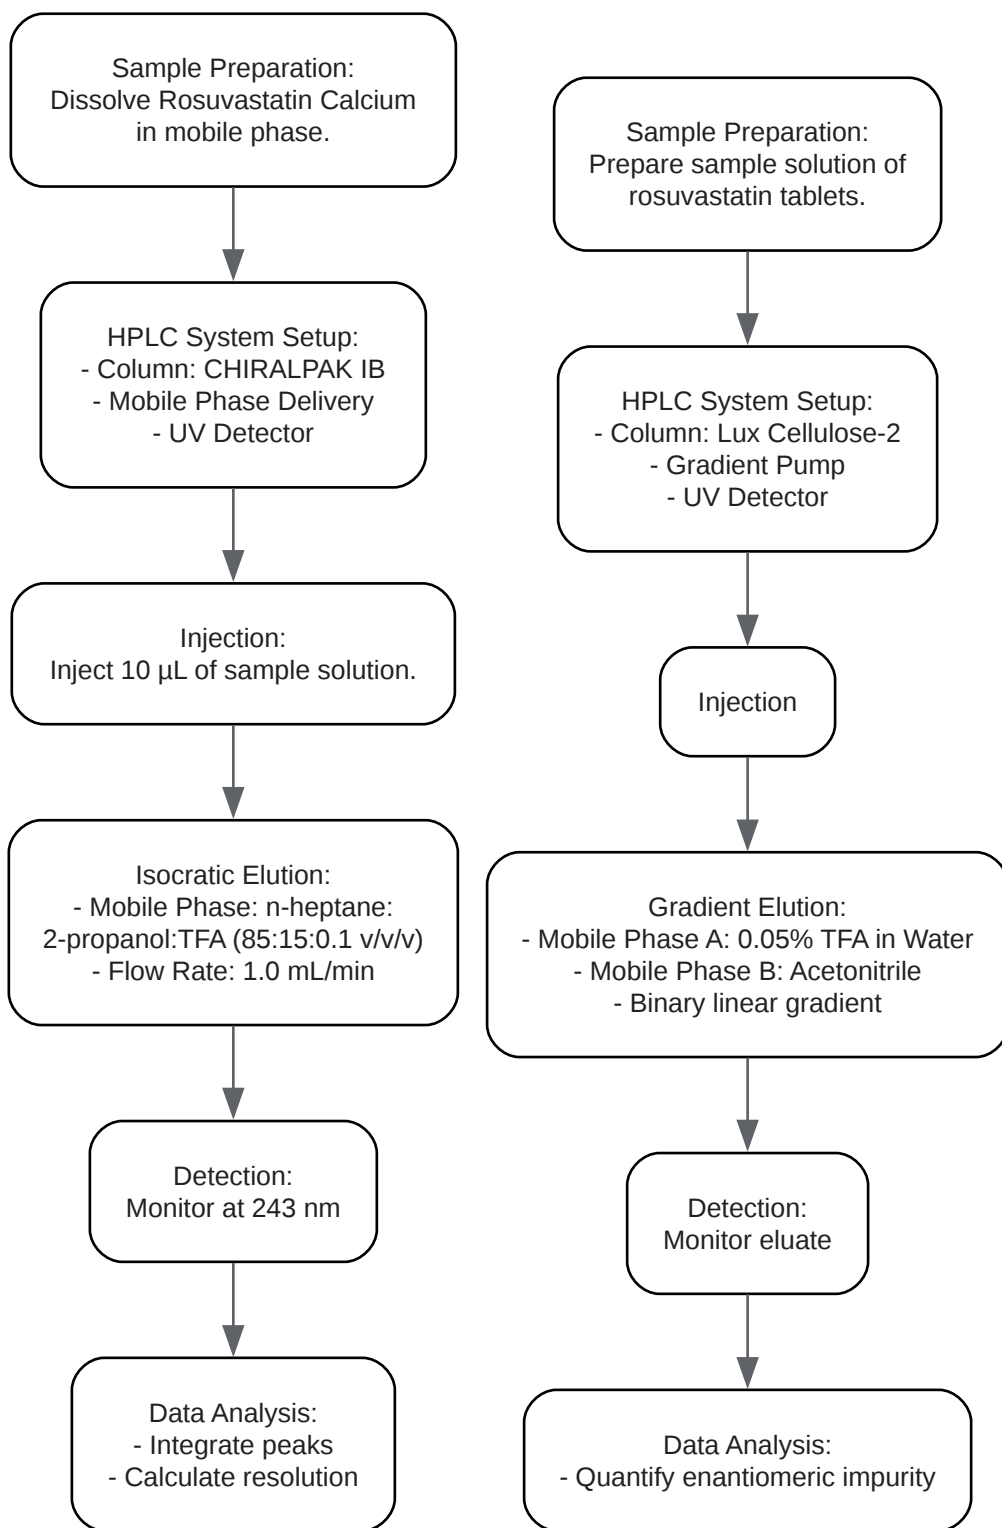 Sample Preparation:
Dissolve Rosuvastatin Calcium
in mobile phase.
HPLC System Setup:
- Column: CHIRALPAK IB
- Mobile Phase Delivery
- UV Detector
Injection:
Inject 10 µL of sample solution.
Isocratic Elution:
- Mobile Phase: n-heptane:
2-propanol:TFA (85:15:0.1 v/v/v)
- Flow Rate: 1.0 mL/min
Detection:
Monitor at 243 nm
Data Analysis:
- Integrate peaks
- Calculate resolution
Sample Preparation:
Prepare sample solution of
rosuvastatin tablets.
HPLC System Setup:
- Column: Lux Cellulose-2
- Gradient Pump
- UV Detector
Injection
Gradient Elution:
- Mobile Phase A: 0.05% TFA in Water
- Mobile Phase B: Acetonitrile
- Binary linear gradient
Detection:
Monitor eluate
Data Analysis:
- Quantify enantiomeric impurity